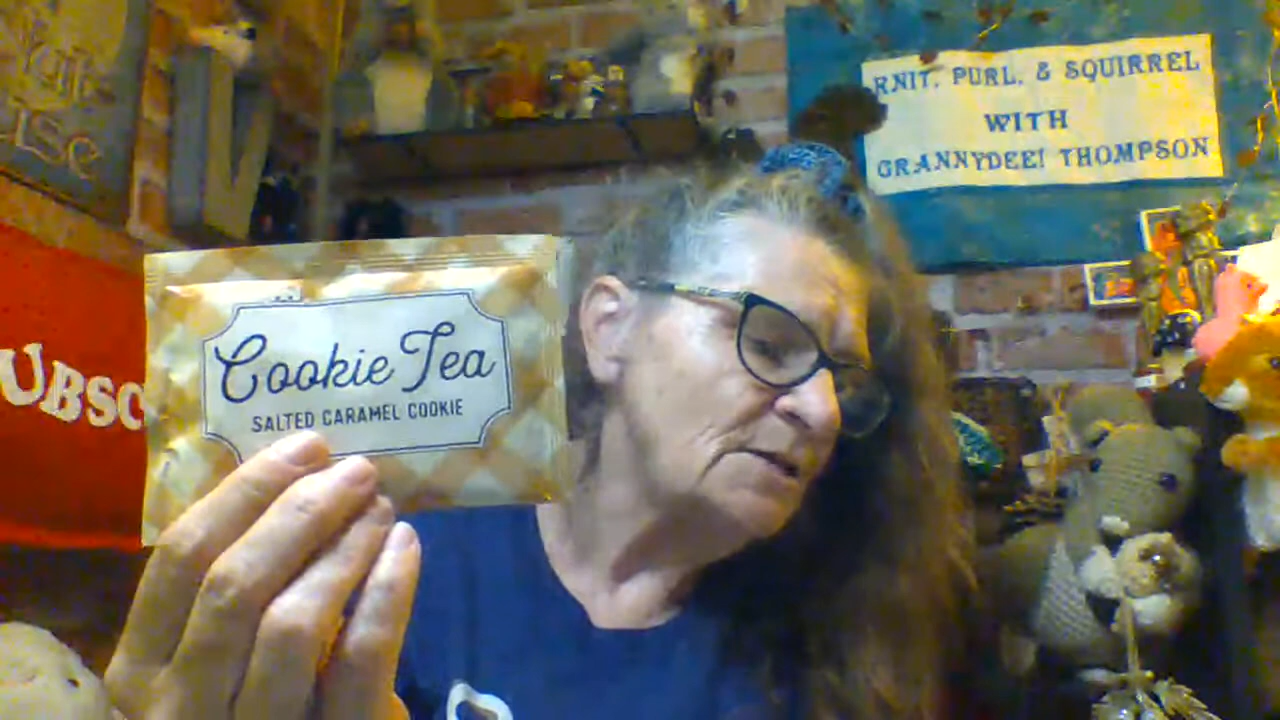 Cookie Tea
SALTED CARAMEL COOKIE
KNIT, PURL, & SQUIRREL
WITH
GRANNYDEE! THOMPSON
UBSC